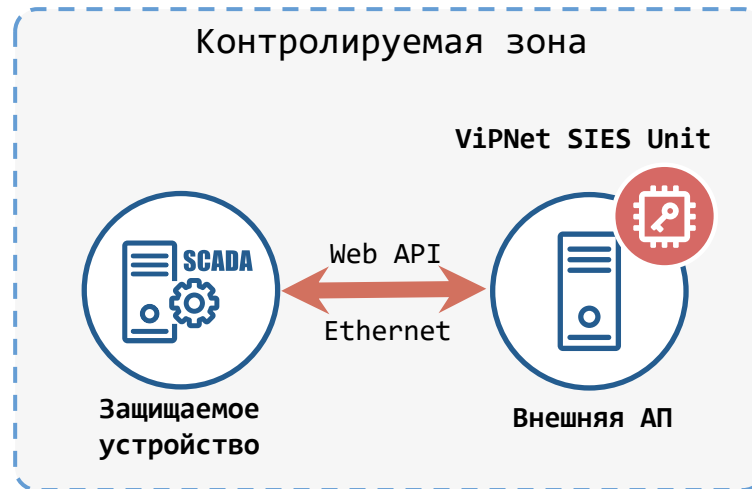 Контролируемая зона
ViPNet SIES Unit
SCADA
Web API
Ethernet
Защищаемое
устройство
Внешняя АП